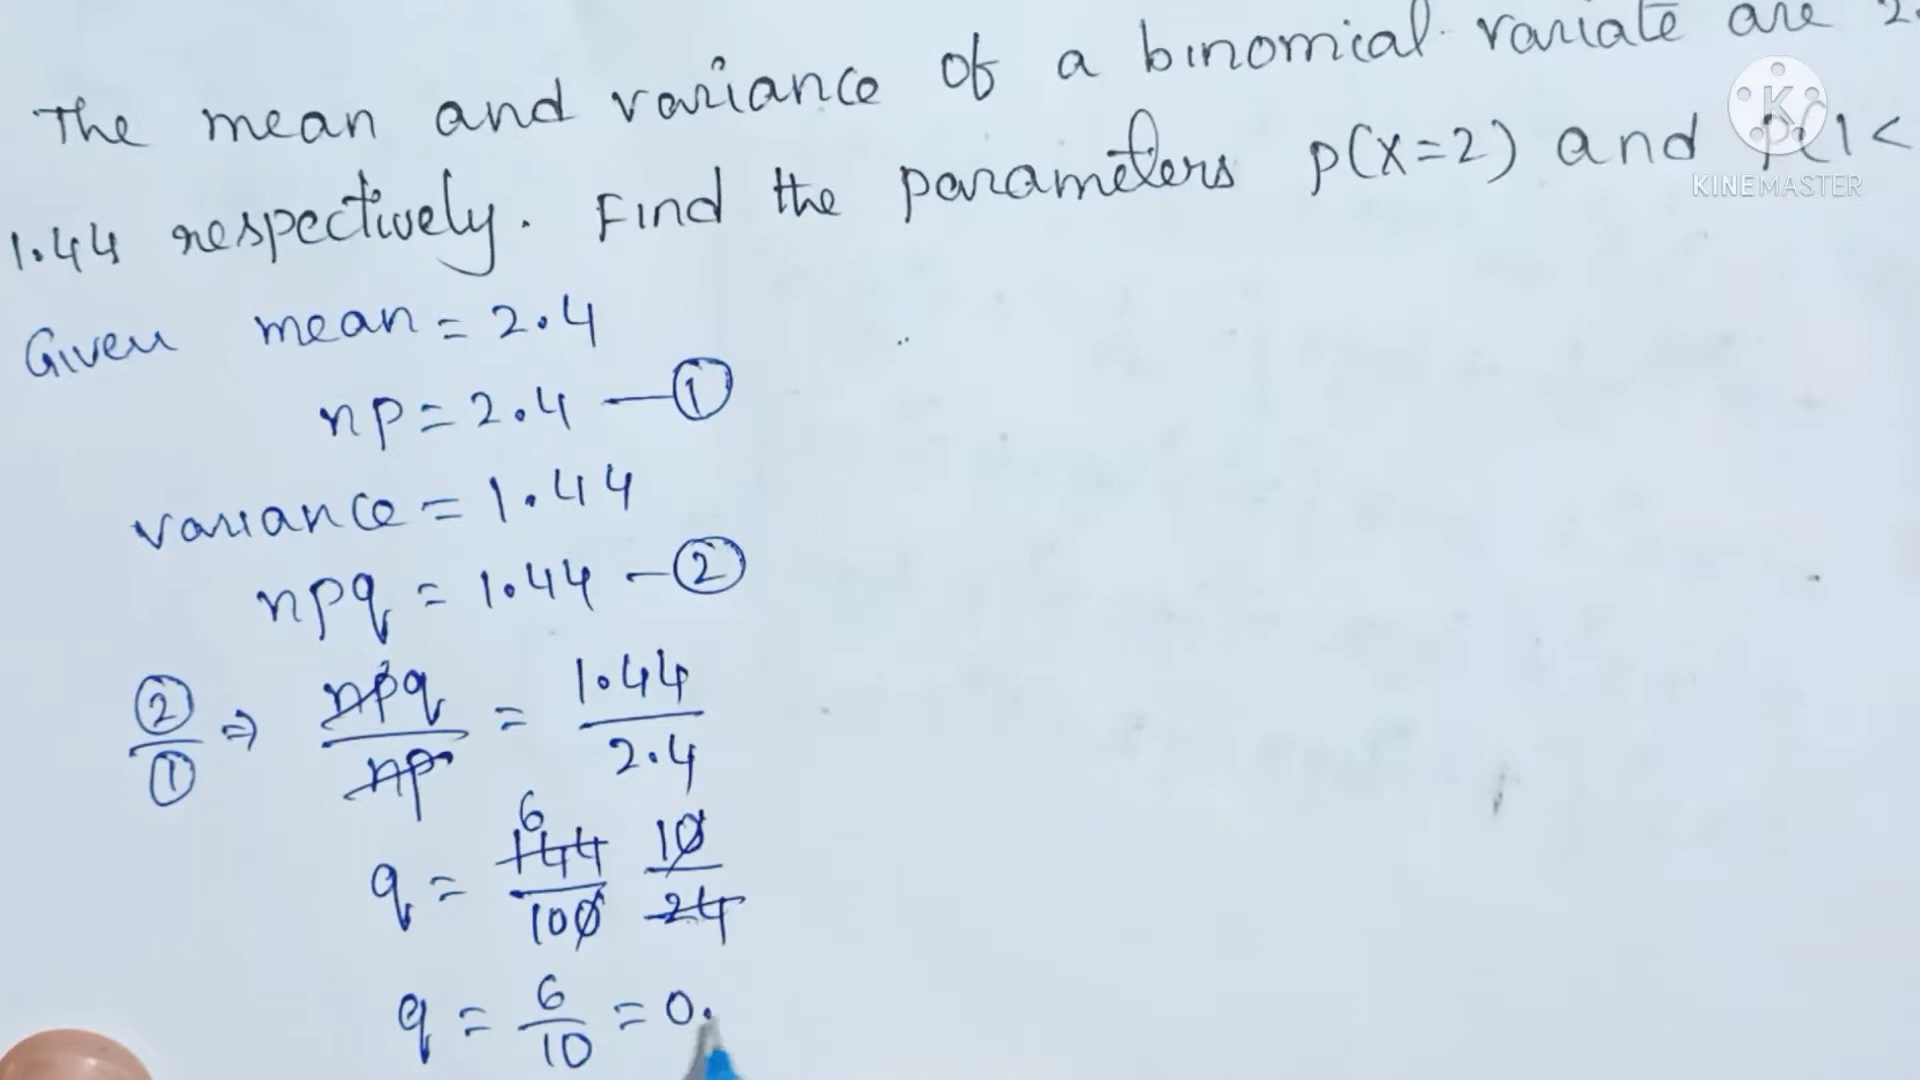 The mean and variance of a binomial variate are 2.
1.44 respectively. Find the parameters p(X=2) and P(1<
KINEMASTER
Given mean = 2.4
np = 2.4 — ①
variance = 1.44
npq = 1.44 — ②
②/① ⇒ npq/np = 1.44/2.4
6
q = 144/100 10/24
q = 6/10 = 0.